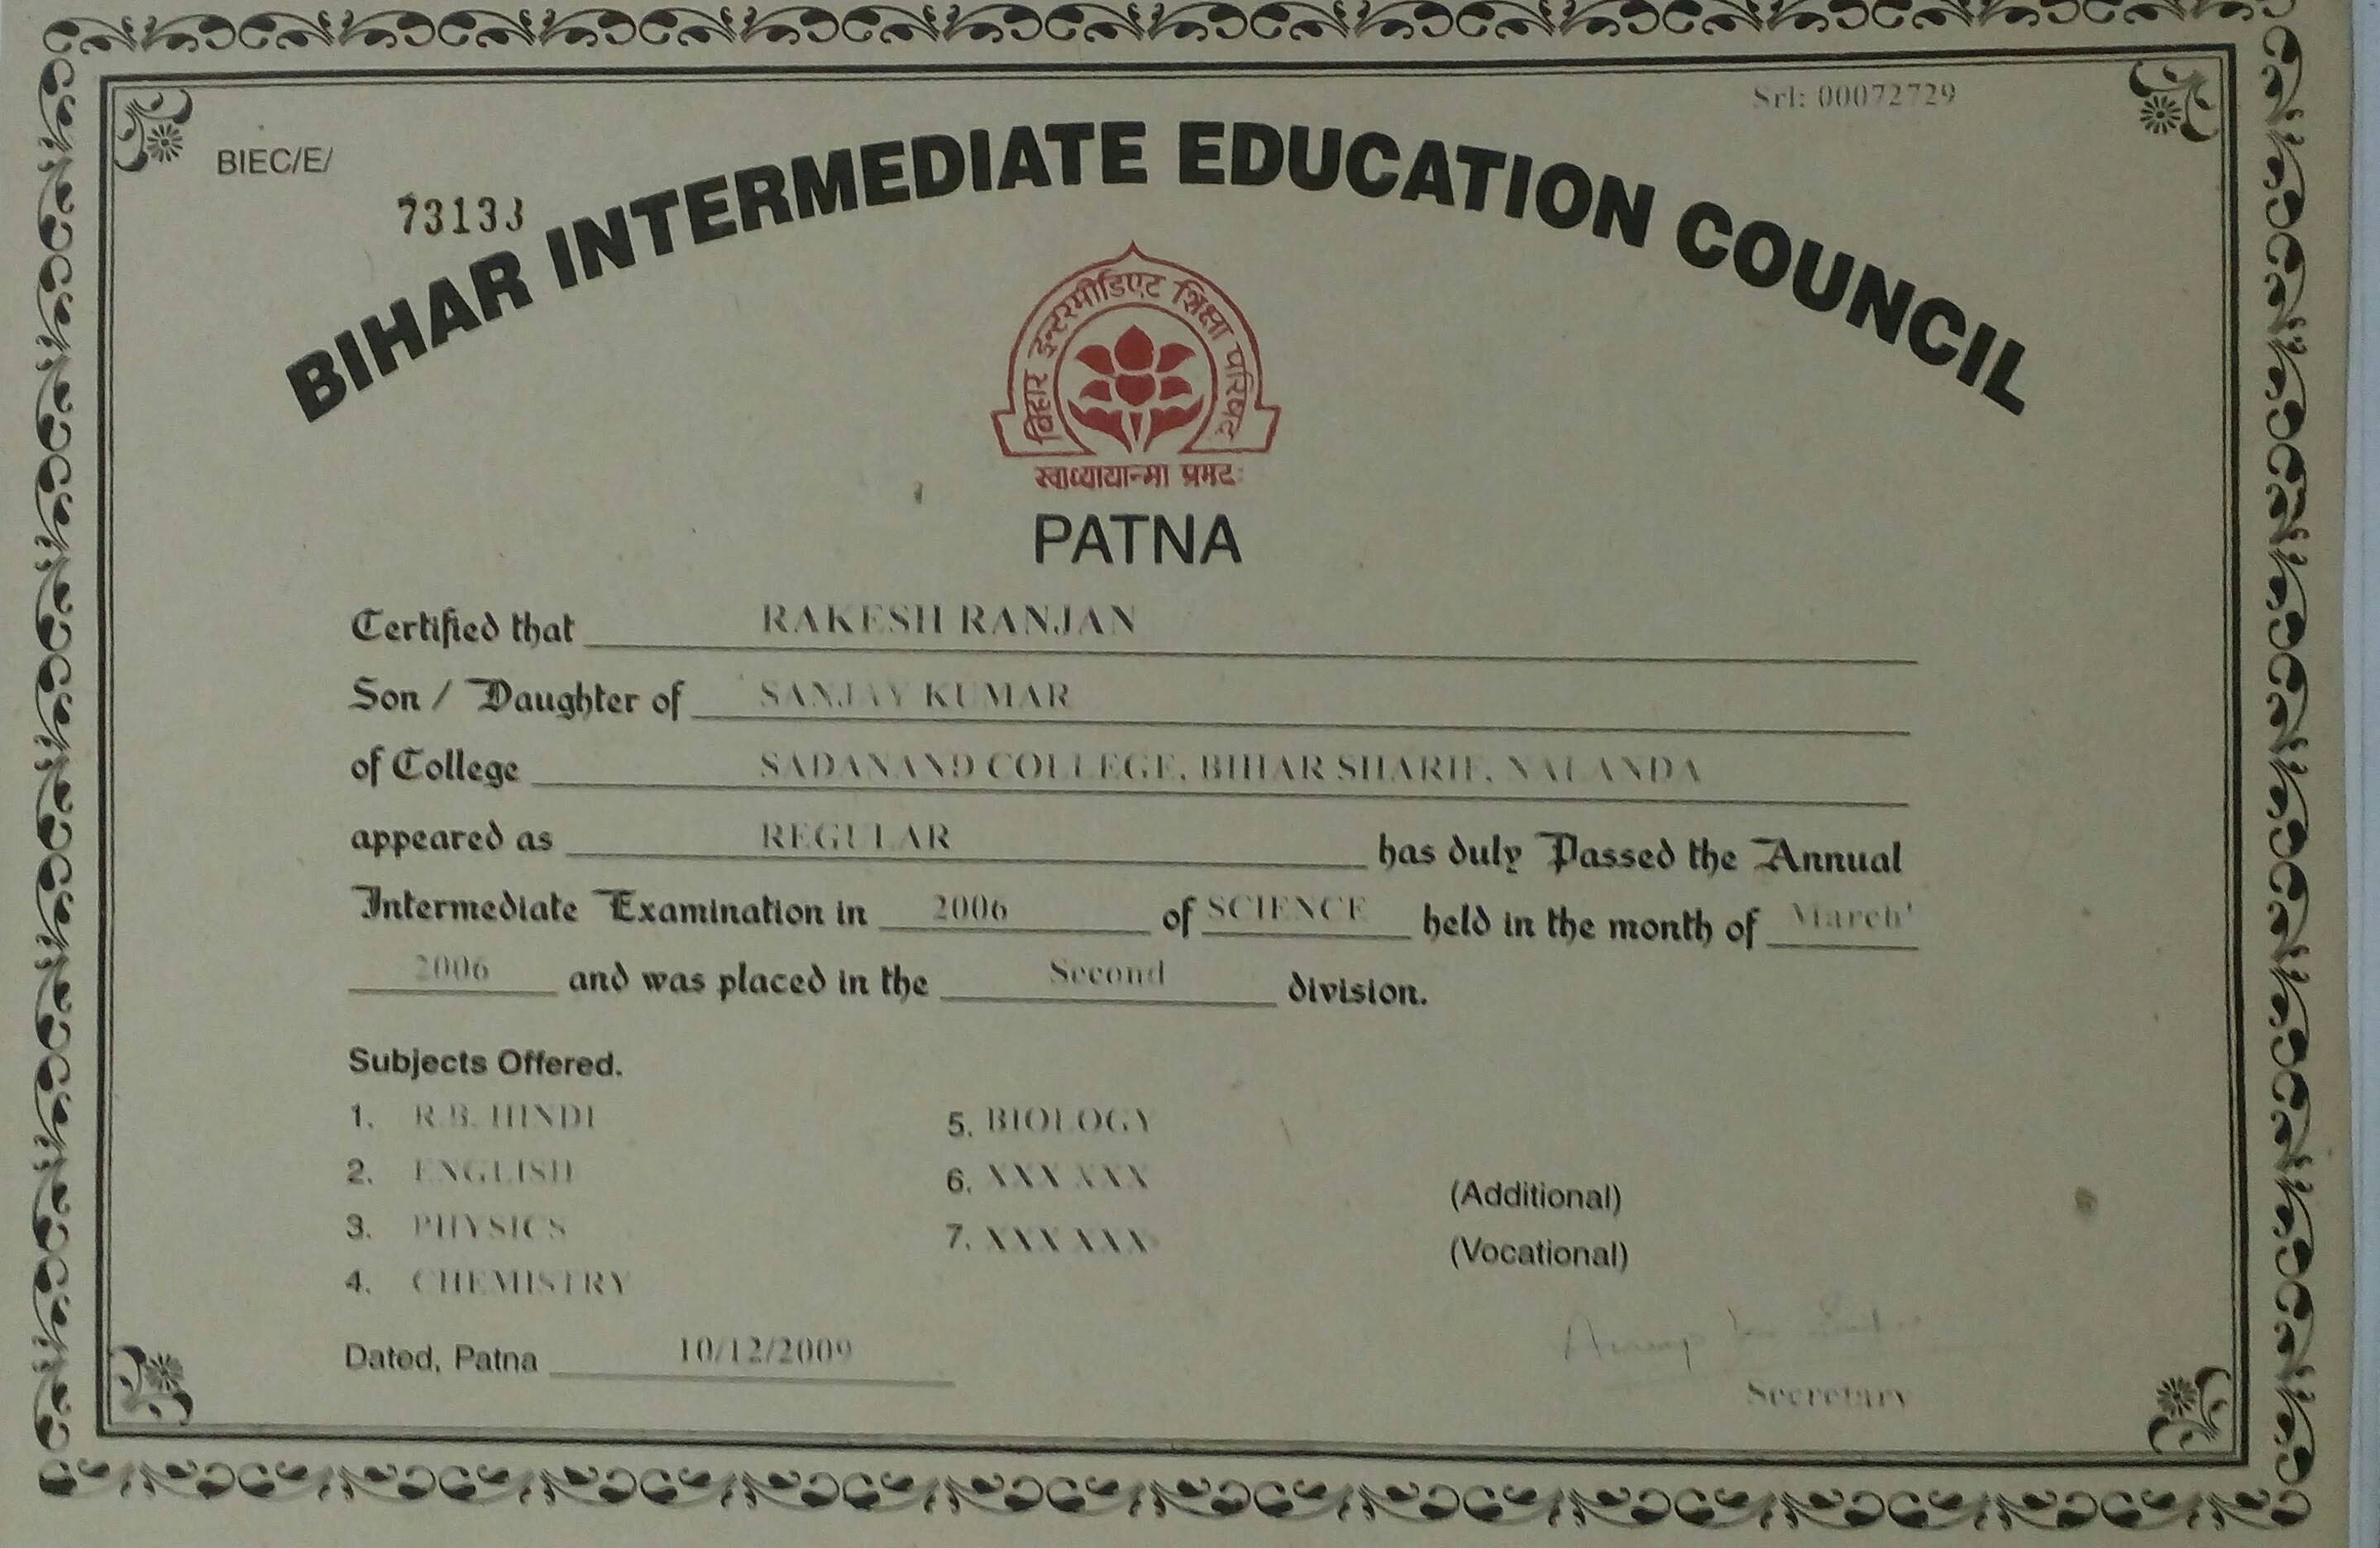 Srl: 00072729
BIEC/E/
73133
BIHAR INTERMEDIATE EDUCATION COUNCIL
बिहार इन्टरमीडिएट शिक्षा परिषद
स्वाध्यायान्मा प्रमदः
PATNA
Certified that RAKESH RANJAN
Son / Daughter of SANJAY KUMAR
of College SADANAND COLLEGE, BIHAR SHARIF, NALANDA
appeared as REGULAR has duly Passed the Annual
Intermediate Examination in 2006 of SCIENCE held in the month of March'
2006 and was placed in the Second division.
Subjects Offered.
1. R.B. HINDI
2. ENGLISH
3. PHYSICS
4. CHEMISTRY
5. BIOLOGY
6. XXX XXX (Additional)
7. XXX XXX (Vocational)
Dated, Patna 10/12/2009
Secretary